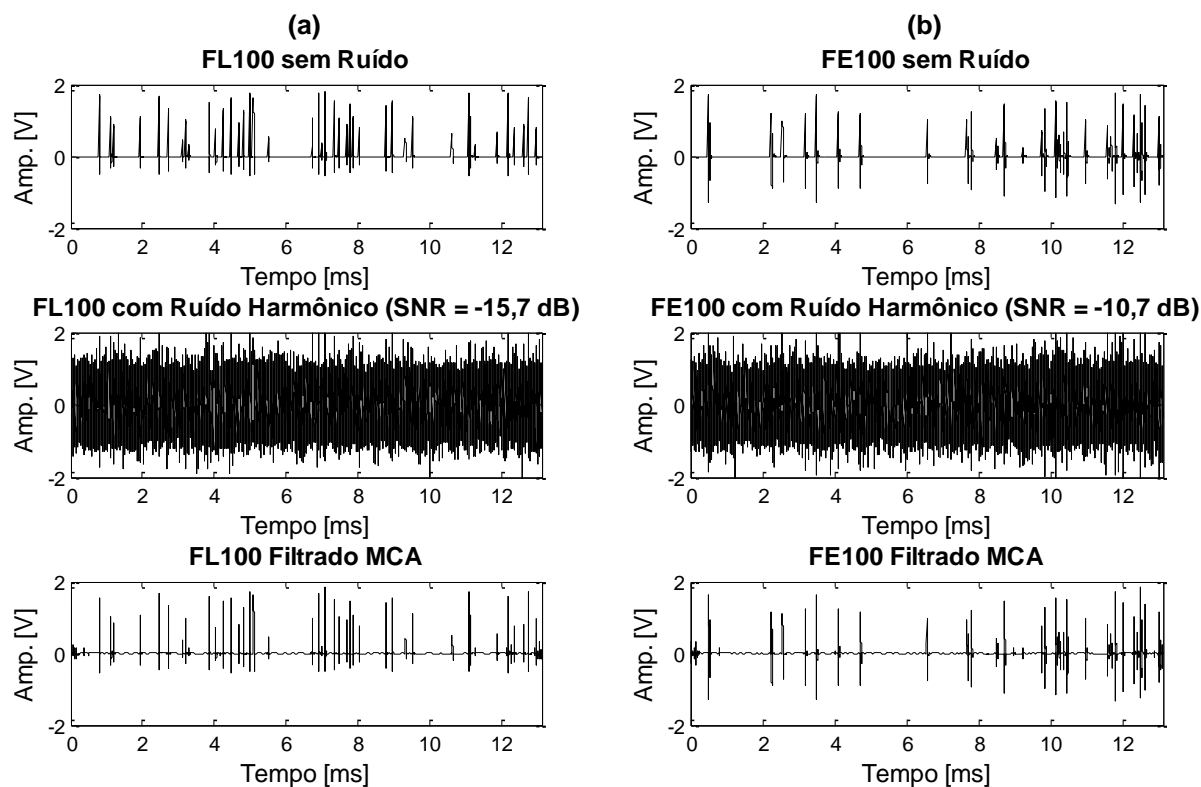 (a)
FL100 sem Ruído
2
0
-2
Amp. [V]
0 2 4 6 8 10 12
Tempo [ms]
FL100 com Ruído Harmônico (SNR = -15,7 dB)
2
0
-2
Amp. [V]
0 2 4 6 8 10 12
Tempo [ms]
FL100 Filtrado MCA
2
0
-2
Amp. [V]
0 2 4 6 8 10 12
Tempo [ms]
(b)
FE100 sem Ruído
2
0
-2
Amp. [V]
0 2 4 6 8 10 12
Tempo [ms]
FE100 com Ruído Harmônico (SNR = -10,7 dB)
2
0
-2
Amp. [V]
0 2 4 6 8 10 12
Tempo [ms]
FE100 Filtrado MCA
2
0
-2
Amp. [V]
0 2 4 6 8 10 12
Tempo [ms]